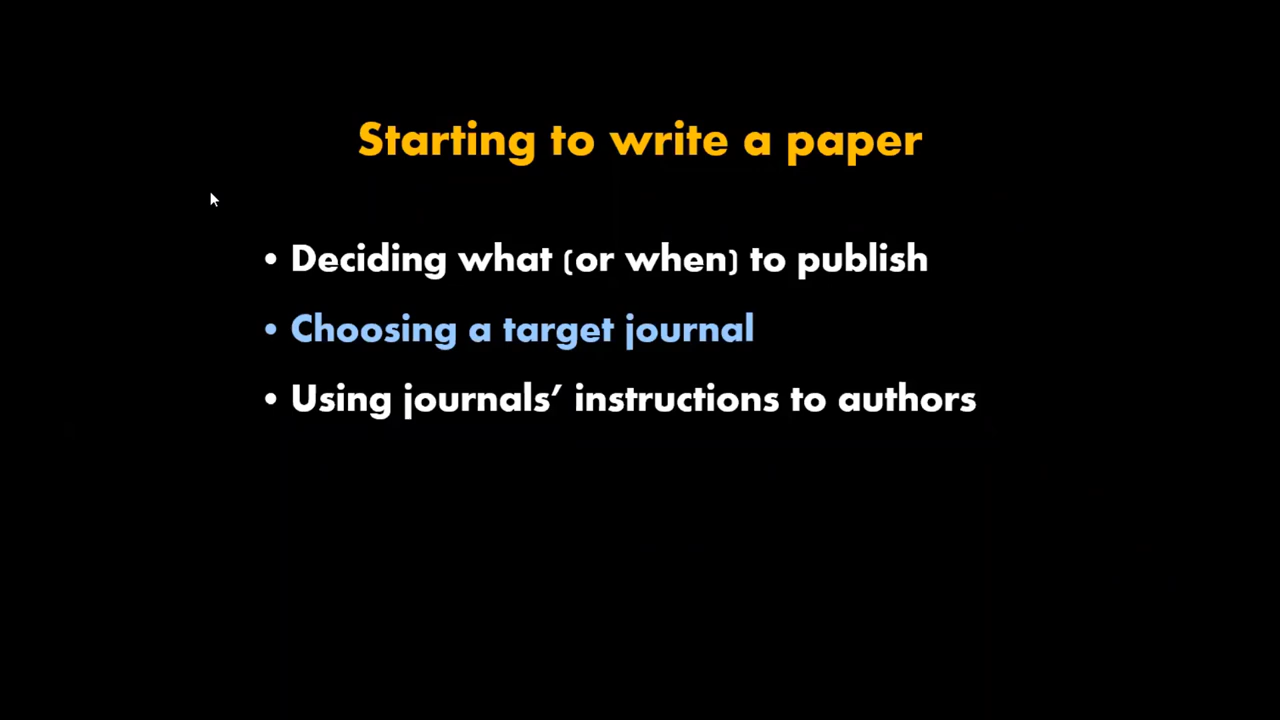 Starting to write a paper
• Deciding what (or when) to publish
• Choosing a target journal
• Using journals’ instructions to authors